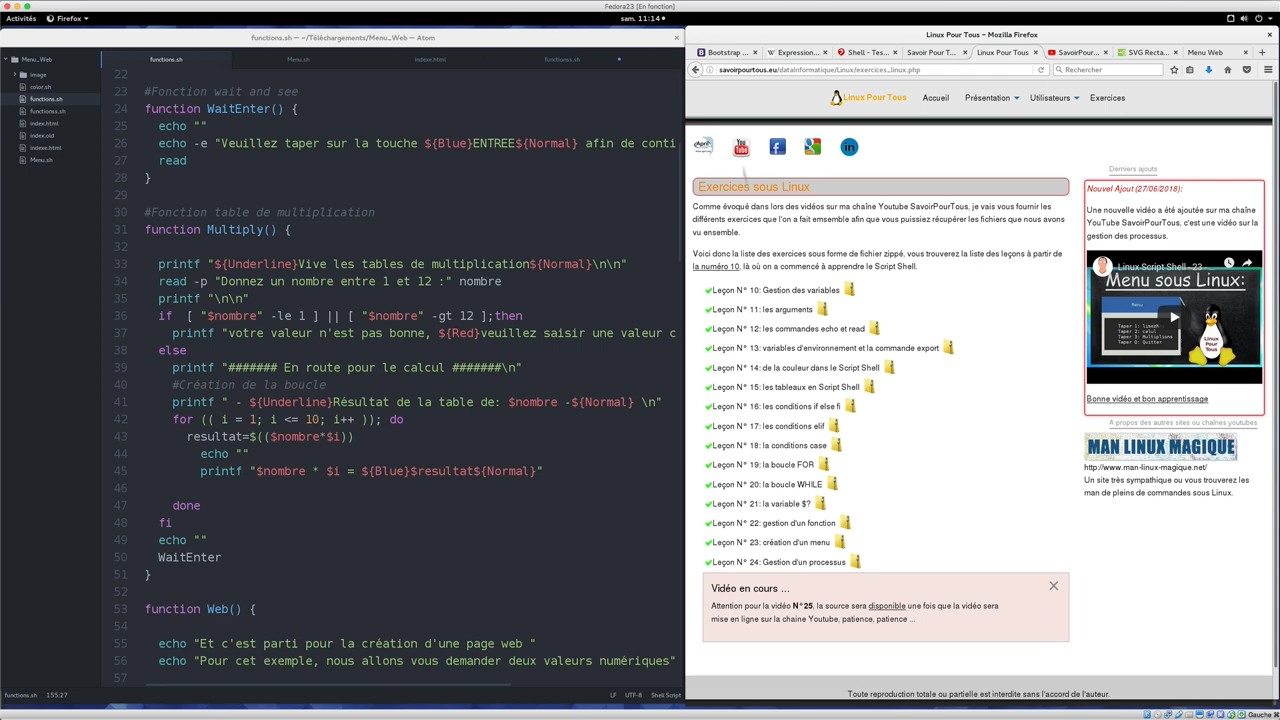 Fedora23 [En fonction]
Activités
Firefox
sam. 11:14
functions.sh — ~/Téléchargements/Menu_Web — Atom
Menu_Web
image
color.sh
functions.sh
functionss.sh
index.html
index.old
indexe.html
Menu.sh
functions.sh
Menu.sh
indexe.html
functionss.sh
22
23 #Fonction wait and see
24 function WaitEnter() {
25 echo ""
26 echo -e "Veuillez taper sur la touche ${Blue}ENTREE${Normal} afin de conti
27 read
28 }
29
30 #Fonction table de multiplication
31 function Multiply() {
32
33 printf "${Underline}Vive les tables de multiplication${Normal}\n\n"
34 read -p "Donnez un nombre entre 1 et 12 :" nombre
35 printf "\n\n"
36 if [ "$nombre" -le 1 ] || [ "$nombre" -gt 12 ];then
37 printf "votre valeur n'est pas bonne, ${Red}veuillez saisir une valeur c
38 else
39 printf "####### En route pour le calcul #######\n"
40 #Création de la boucle
41 printf " - ${Underline}Résultat de la table de: $nombre -${Normal} \n"
42 for (( i = 1; i <= 10; i++ )); do
43 resultat=$(($nombre*$i))
44 echo ""
45 printf "$nombre * $i = ${Blue}$resultat${Normal}"
46
47 done
48 fi
49 echo ""
50 WaitEnter
51 }
52
53 function Web() {
54
55 echo "Et c'est parti pour la création d'une page web "
56 echo "Pour cet exemple, nous allons vous demander deux valeurs numériques"
57
functions.sh 155:27
LF UTF-8 Shell Script
Linux Pour Tous – Mozilla Firefox
Bootstrap ...
Expression...
Shell - Tes...
Savoir Pour T...
Linux Pour Tous
SavoirPour...
SVG Recta...
Menu Web
savoirpourtous.eu/dataInformatique/Linux/exercices_linux.php
Rechercher
Linux Pour Tous
Accueil
Présentation
Utilisateurs
Exercices
April
You Tube
f
g
in
Exercices sous Linux
Comme évoqué dans lors des vidéos sur ma chaîne Youtube SavoirPourTous, je vais vous fournir les
différents exercices que l'on a fait emsemble afin que vous puissiez récupérer les fichiers que nous avons
vu ensemble.
Voici donc la liste des exercices sous forme de fichier zippé, vous trouverez la liste des leçons à partir de
la numéro 10, là où on a commencé à apprendre le Script Shell.
Leçon N° 10: Gestion des variables
Leçon N° 11: les arguments
Leçon N° 12: les commandes echo et read
Leçon N° 13: variables d'environnement et la commande export
Leçon N° 14: de la couleur dans le Script Shell
Leçon N° 15: les tableaux en Script Shell
Leçon N° 16: les conditions if else fi
Leçon N° 17: les conditions elif
Leçon N° 18: la conditions case
Leçon N° 19: la boucle FOR
Leçon N° 20: la boucle WHILE
Leçon N° 21: la variable $?
Leçon N° 22: gestion d'un fonction
Leçon N° 23: création d'un menu
Leçon N° 24: Gestion d'un processus
Vidéo en cours ...
Attention pour la vidéo N°25, la source sera disponible une fois que la vidéo sera
mise en ligne sur la chaine Youtube, patience, patience ...
Derniers ajouts
Nouvel Ajout (27/06/2018):
Une nouvelle vidéo a été ajoutée sur ma chaîne
YouTube SavoirPourTous, c'est une vidéo sur la
gestion des processus.
Linux Script Shell - 23 - ...
Menu sous Linux:
Menu
Taper 2: calul
Taper 3: Multiplions
Taper 0: Quitter
Linux
Pour
Tous
Bonne vidéo et bon apprentissage
A propos des autres sites ou chaînes youtubes
MAN LINUX MAGIQUE
http://www.man-linux-magique.net/
Un site très sympathique ou vous trouverez les
man de pleins de commandes sous Linux.
Toute reproduction totale ou partielle est interdite sans l'accord de l'auteur.
Gauche ⌘